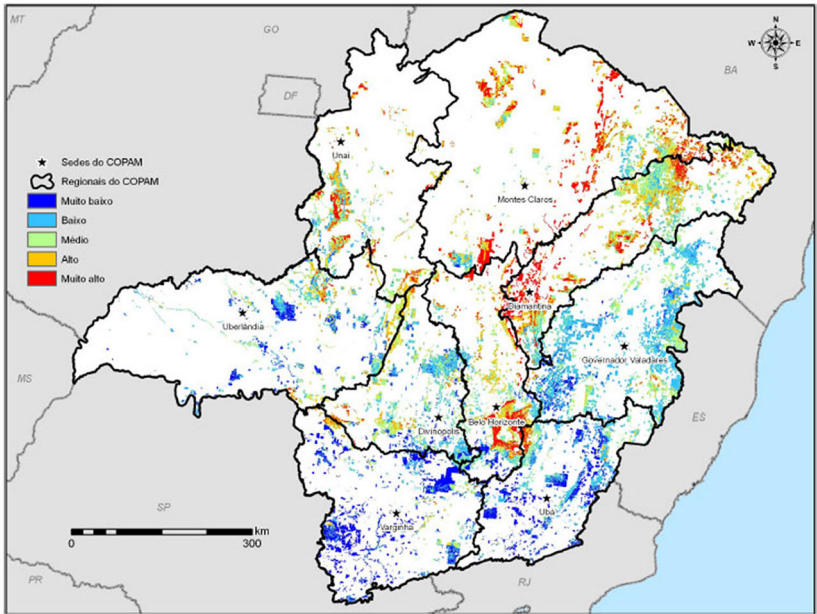 MT
GO
N
W E
S
BA
DF
Sedes do COPAM
Regionais do COPAM
Muito baixo
Baixo
Médio
Alto
Muito alto
Unaí
Montes Claros
Diamantina
Uberlândia
Governador Valadares
MS
ES
Belo Horizonte
Divinópolis
SP
Ubá
Varginha
km
0 300
PR
RJ